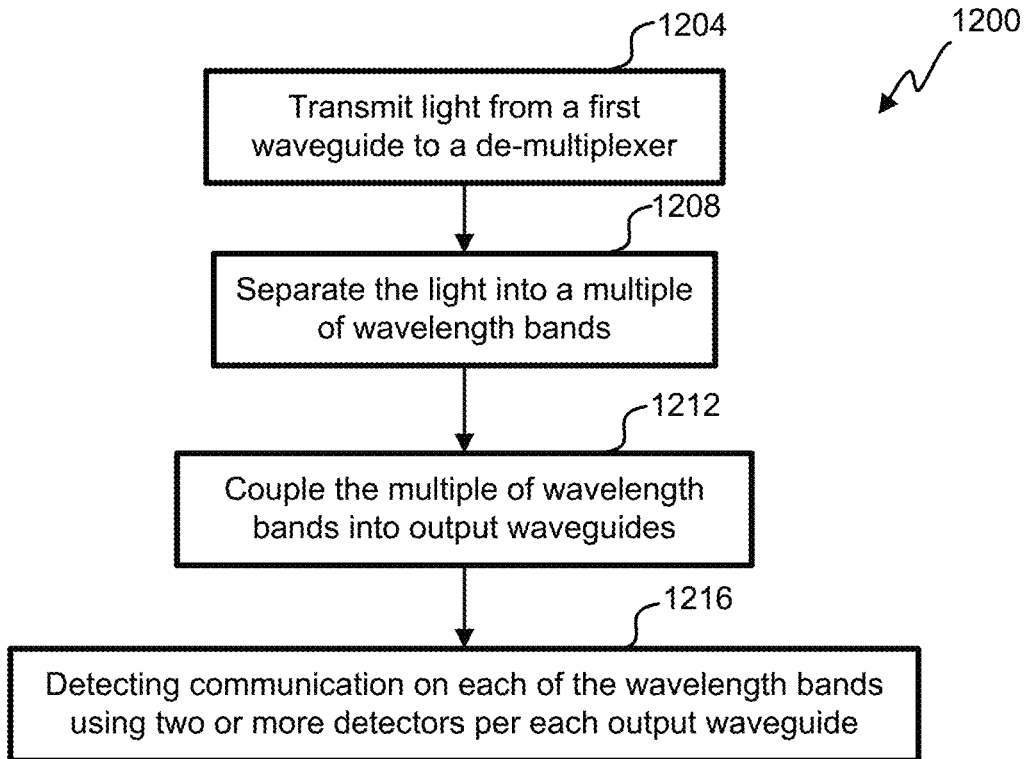 1204
1200
Transmit light from a first
waveguide to a de-multiplexer
1208
Separate the light into a multiple
of wavelength bands
1212
Couple the multiple of wavelength
bands into output waveguides
1216
Detecting communication on each of the wavelength bands
using two or more detectors per each output waveguide